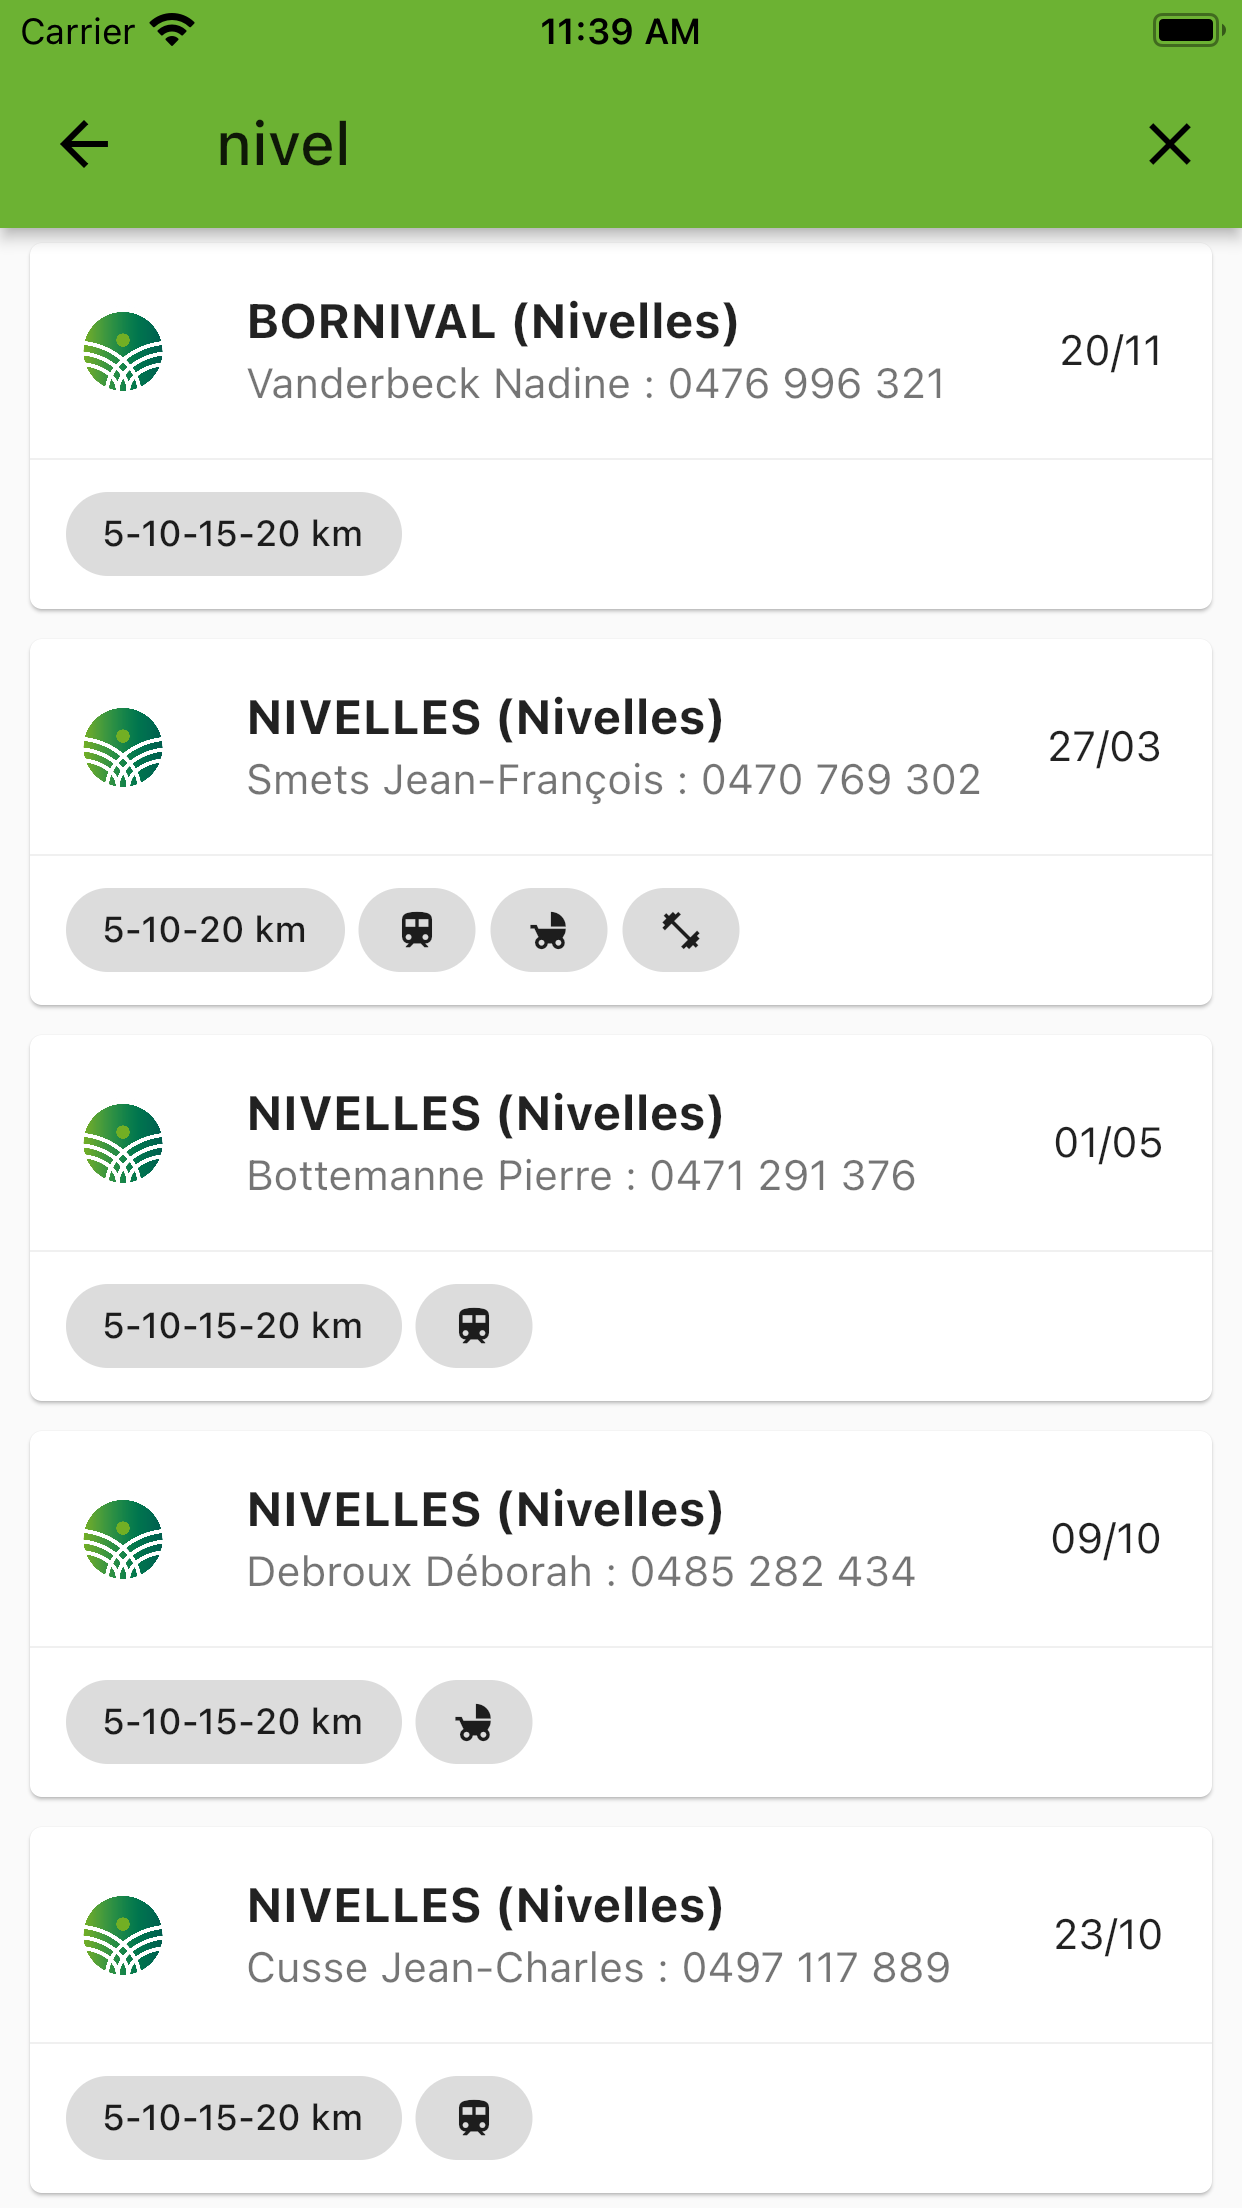 Carrier 11:39 AM
nivel
BORNIVAL (Nivelles)
Vanderbeck Nadine : 0476 996 321
20/11
5-10-15-20 km
NIVELLES (Nivelles)
Smets Jean-François : 0470 769 302
27/03
5-10-20 km
NIVELLES (Nivelles)
Bottemanne Pierre : 0471 291 376
01/05
5-10-15-20 km
NIVELLES (Nivelles)
Debroux Déborah : 0485 282 434
09/10
5-10-15-20 km
NIVELLES (Nivelles)
Cusse Jean-Charles : 0497 117 889
23/10
5-10-15-20 km